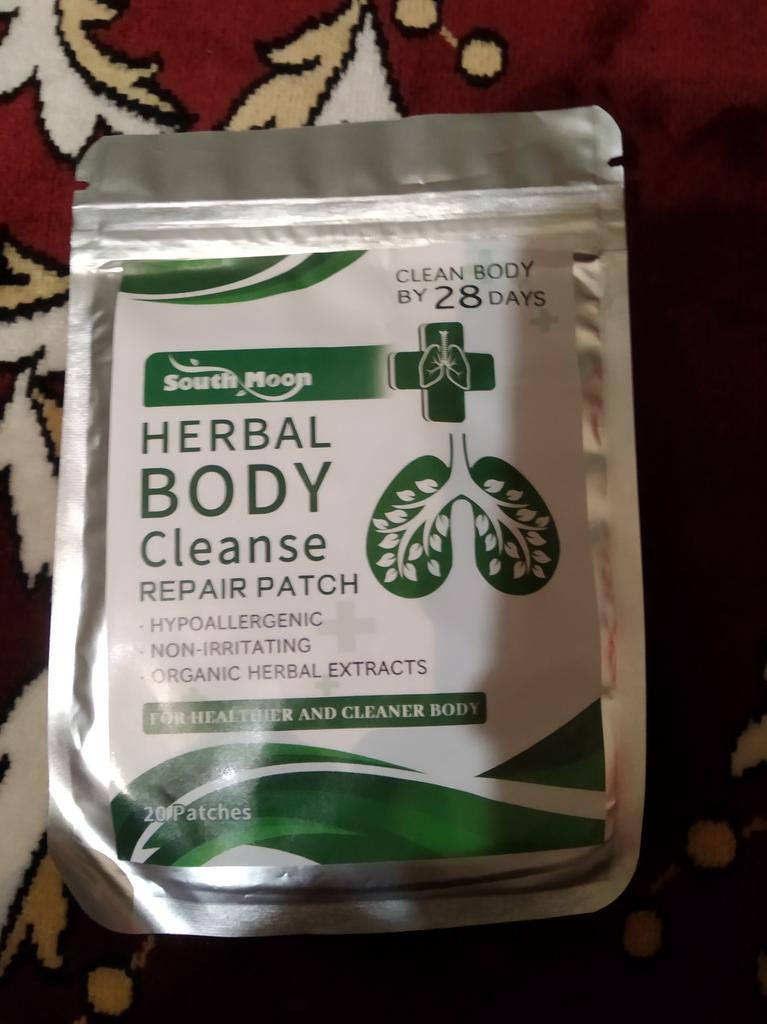 CLEAN BODY
BY 28 DAYS
South Moon
HERBAL
BODY
Cleanse
REPAIR PATCH
· HYPOALLERGENIC
· NON-IRRITATING
· ORGANIC HERBAL EXTRACTS
FOR HEALTHIER AND CLEANER BODY
20 Patches